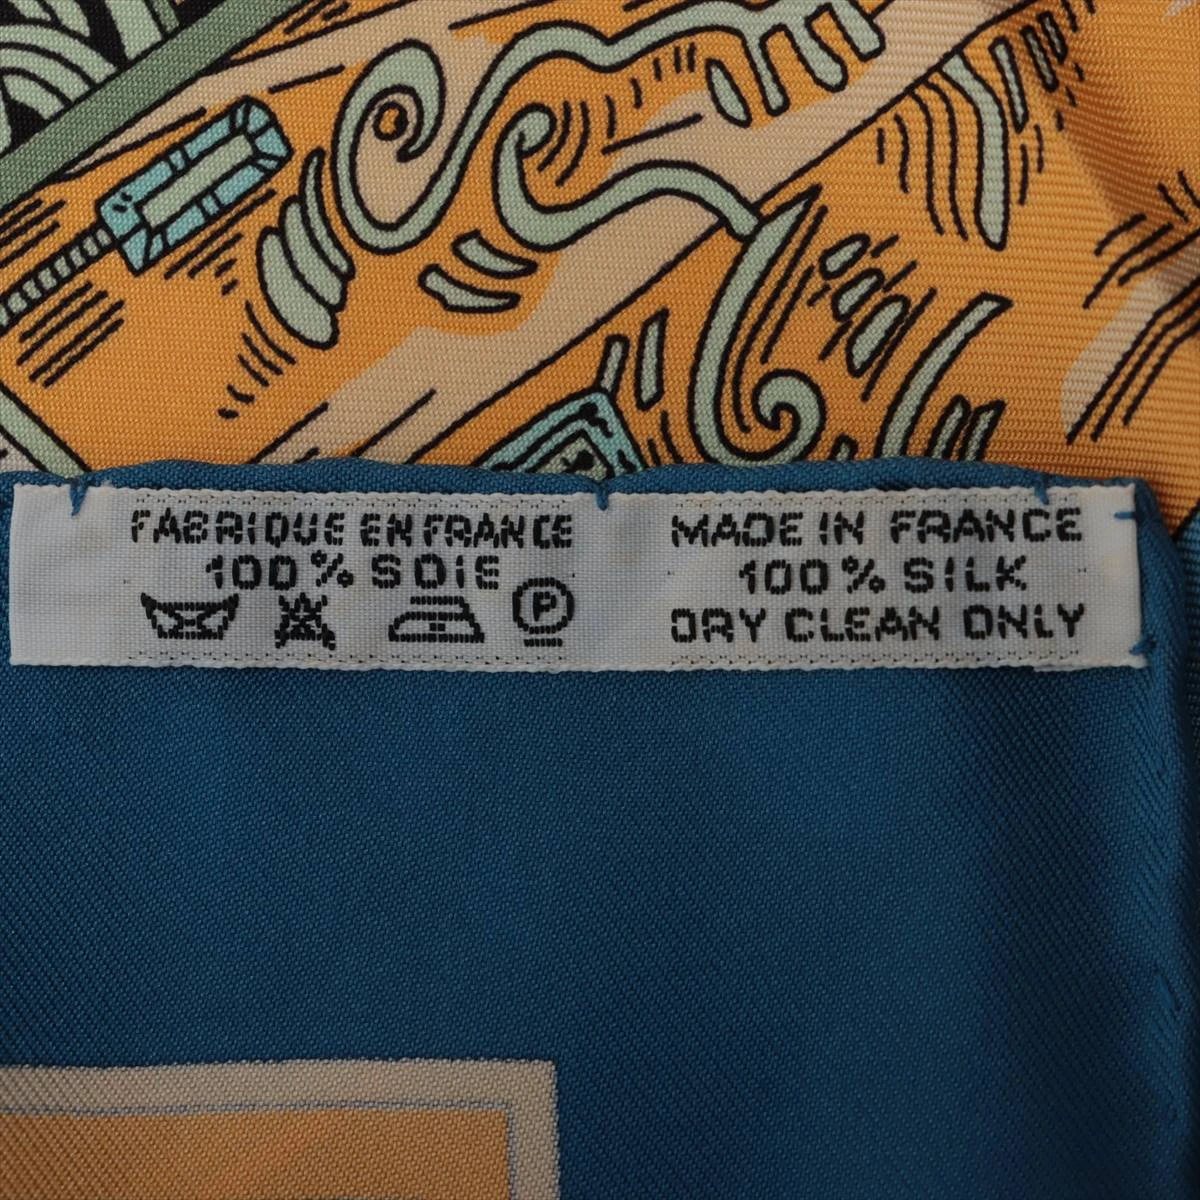 FABRIQUE EN FRANCE
100% SOIE
P
MADE IN FRANCE
100% SILK
DRY CLEAN ONLY